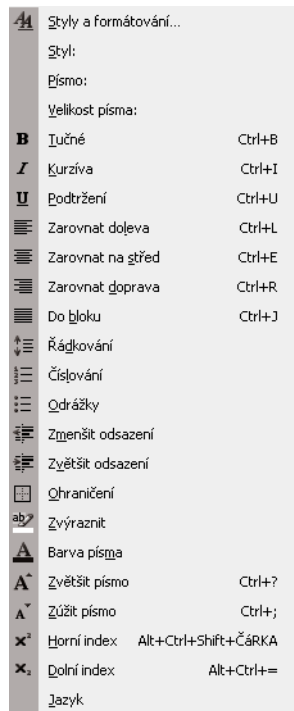 Styly a formátování...
Styl:
Písmo:
Velikost písma:
Tučné Ctrl+B
Kurzíva Ctrl+I
Podtržení Ctrl+U
Zarovnat doleva Ctrl+L
Zarovnat na střed Ctrl+E
Zarovnat doprava Ctrl+R
Do bloku Ctrl+J
Řádkování
Číslování
Odrážky
Zmenšit odsazení
Zvětšit odsazení
Ohraničení
Zvýraznit
Barva písma
Zvětšit písmo Ctrl+?
Zúžit písmo Ctrl+;
Horní index Alt+Ctrl+Shift+ČáRKA
Dolní index Alt+Ctrl+=
Jazyk